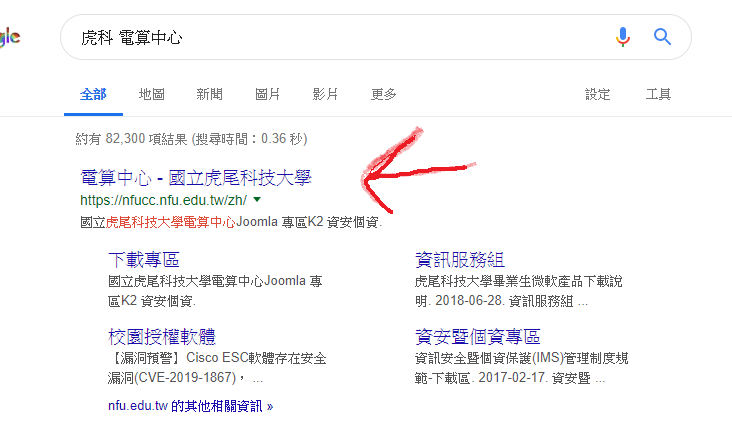 gle
虎科 電算中心
全部 地圖 新聞 圖片 影片 更多 設定 工具
約有 82,300 項結果 (搜尋時間：0.36 秒)
電算中心 - 國立虎尾科技大學
https://nfucc.nfu.edu.tw/zh/
國立虎尾科技大學電算中心Joomla 專區K2 資安個資.
下載專區
國立虎尾科技大學電算中心Joomla 專
區K2 資安個資.
資訊服務組
虎尾科技大學畢業生微軟產品下載說
明. 2018-06-28. 資訊服務組 ...
校園授權軟體
【漏洞預警】Cisco ESC軟體存在安全
漏洞(CVE-2019-1867)， ...
資安暨個資專區
資訊安全暨個資保護(IMS)管理制度規
範-下載區. 2017-02-17. 資安暨 ...
nfu.edu.tw 的其他相關資訊 »